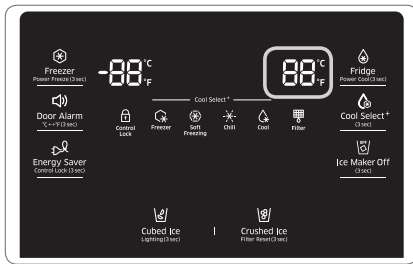 Freezer
Power Freeze (3 sec)
Door Alarm
°C↔°F (3 sec)
Energy Saver
Control Lock (3 sec)
-88 °C
°F
88 °C
°F
Cool Select+
Control
Lock
Freezer
Soft
Freezing
Chill
Cool
Filter
Fridge
Power Cool (3 sec)
Cool Select+
(3 sec)
OFF
Ice Maker Off
(3 sec)
Cubed Ice
Lighting (3 sec)
|
Crushed Ice
Filter Reset (3 sec)